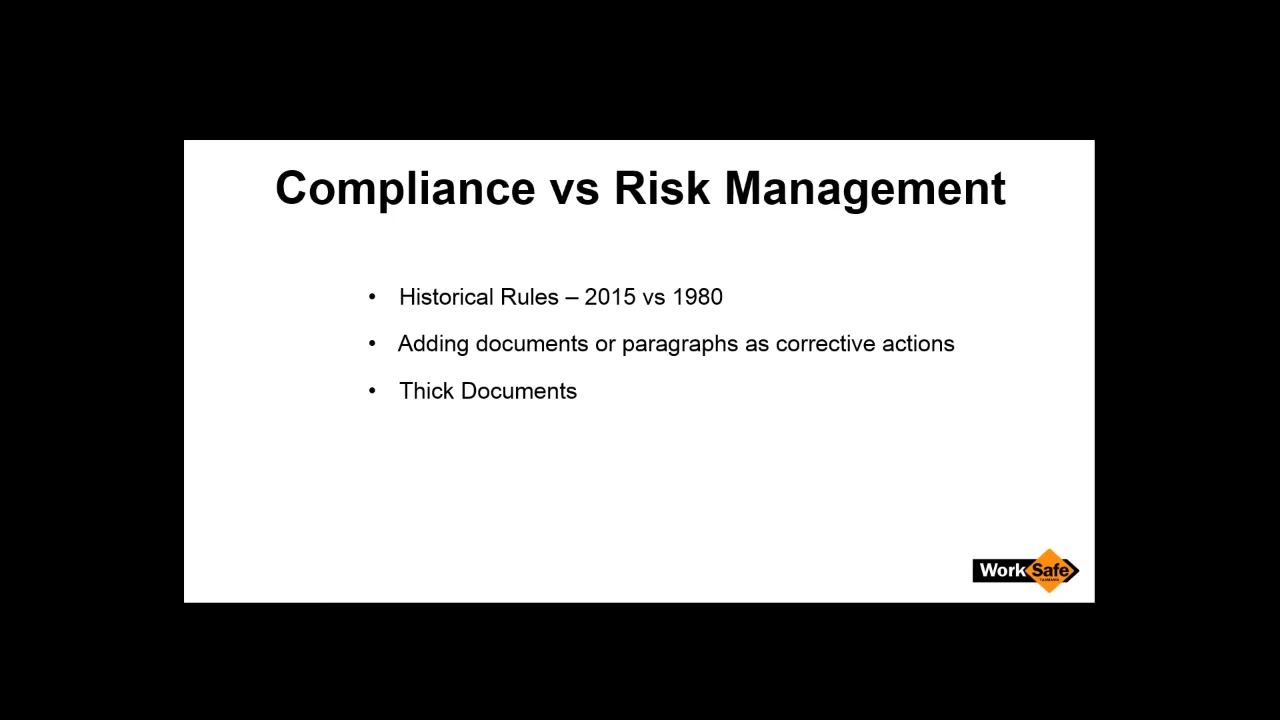 Compliance vs Risk Management
• Historical Rules – 2015 vs 1980
• Adding documents or paragraphs as corrective actions
• Thick Documents
WorkSafe
TASMANIA